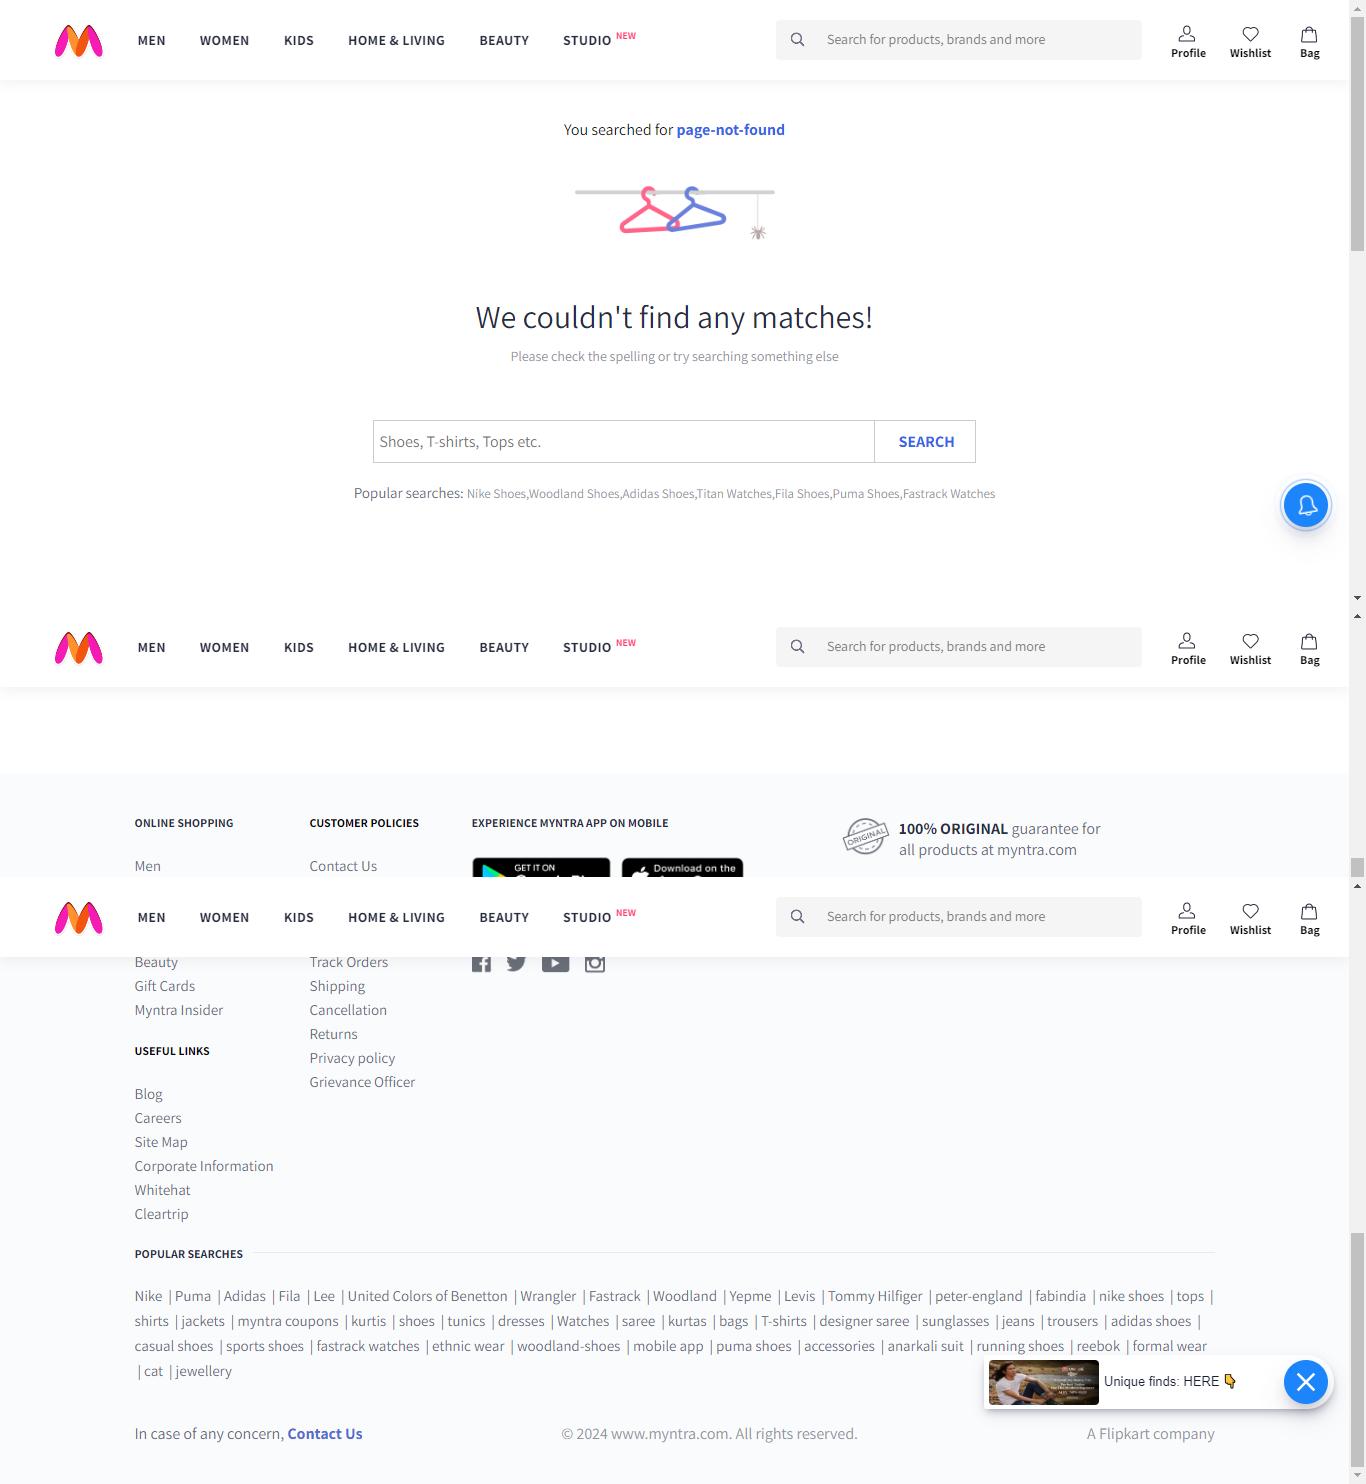 MEN WOMEN KIDS HOME & LIVING BEAUTY STUDIO NEW Search for products, brands and more Profile Wishlist Bag
You searched for page-not-found
We couldn't find any matches!
Please check the spelling or try searching something else
Shoes, T-shirts, Tops etc. SEARCH
Popular searches: Nike Shoes,Woodland Shoes,Adidas Shoes,Titan Watches,Fila Shoes,Puma Shoes,Fastrack Watches
MEN WOMEN KIDS HOME & LIVING BEAUTY STUDIO NEW Search for products, brands and more Profile Wishlist Bag
ONLINE SHOPPING
Men
CUSTOMER POLICIES
Contact Us
EXPERIENCE MYNTRA APP ON MOBILE
GET IT ON
Download on the
ORIGINAL
100% ORIGINAL guarantee for
all products at myntra.com
MEN WOMEN KIDS HOME & LIVING BEAUTY STUDIO NEW Search for products, brands and more Profile Wishlist Bag
Beauty
Gift Cards
Myntra Insider
USEFUL LINKS
Blog
Careers
Site Map
Corporate Information
Whitehat
Cleartrip
Track Orders
Shipping
Cancellation
Returns
Privacy policy
Grievance Officer
POPULAR SEARCHES
Nike | Puma | Adidas | Fila | Lee | United Colors of Benetton | Wrangler | Fastrack | Woodland | Yepme | Levis | Tommy Hilfiger | peter-england | fabindia | nike shoes | tops |
shirts | jackets | myntra coupons | kurtis | shoes | tunics | dresses | Watches | saree | kurtas | bags | T-shirts | designer saree | sunglasses | jeans | trousers | adidas shoes |
casual shoes | sports shoes | fastrack watches | ethnic wear | woodland-shoes | mobile app | puma shoes | accessories | anarkali suit | running shoes | reebok | formal wear
| cat | jewellery
Unique finds: HERE 👇
In case of any concern, Contact Us
© 2024 www.myntra.com. All rights reserved.
A Flipkart company